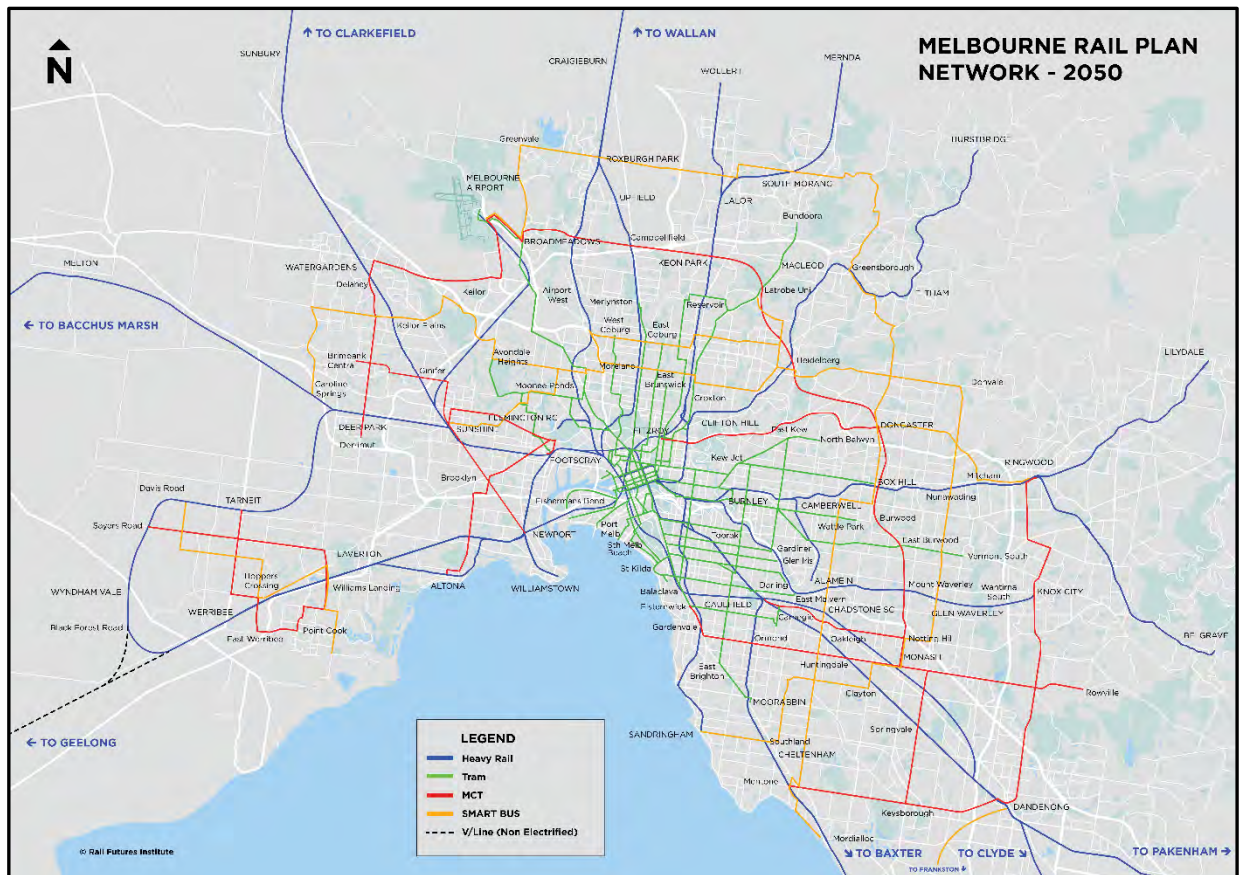 ↑ TO CLARKEFIELD
↑ TO WALLAN
MELBOURNE RAIL PLAN
NETWORK - 2050
N
SUNBURY
CRAIGIEBURN
WOLLERT
MERNDA
HURSTBRIDGE
Greenvale
ROXBURGH PARK
MELBOURNE
AIRPORT
SOUTH MORANG
UPFIELD
LALOR
Bundoora
BROADMEADOWS
Campbellfield
KEON PARK
MACLEOD
Greensborough
MELTON
WATERGARDENS
Delahey
Keilor
Airport
West
Merlynston
Latrobe Uni
ELTHAM
Reservoir
West
Coburg
East
Coburg
← TO BACCHUS MARSH
Keilor Plains
Avondale
Heights
Brimbank
Central
Ginifer
Moreland
Heidelberg
LILYDALE
Caroline
Springs
Moonee Ponds
East
Brunswick
Donvale
Croxton
FLEMINGTON RC
CLIFTON HILL
East Kew
DEER PARK
SUNSHINE
FITZROY
DONCASTER
Derrimut
North Balwyn
FOOTSCRAY
Kew Jct
RINGWOOD
Mitcham
Brooklyn
BOX HILL
Nunawading
Davis Road
TARNEIT
Fishermans Bend
BURNLEY
CAMBERWELL
Burwood
Sayers Road
NEWPORT
Port
Melb
Wattle Park
Toorak
East Burwood
Sth Melb
Beach
Gardiner
Glen Iris
Vermont South
LAVERTON
St Kilda
Hoppers
Crossing
Williams Landing
ALTONA
WILLIAMSTOWN
Darling
ALAMEIN
Mount Waverley
Wantirna
South
WYNDHAM VALE
Balaclava
East Malvern
KNOX CITY
Elsternwick
CAULFIELD
CHADSTONE SC
GLEN WAVERLEY
WERRIBEE
Carnegie
Black Forest Road
Gardenvale
Point Cook
East Werribee
Ormond
Oakleigh
Notting Hill
BELGRAVE
MONASH
Huntingdale
East
Brighton
Clayton
Rowville
MOORABBIN
← TO GEELONG
LEGEND
Heavy Rail
Tram
MCT
SMART BUS
V/Line (Non Electrified)
SANDRINGHAM
Springvale
Southland
CHELTENHAM
Mentone
Keysborough
DANDENONG
Mordialloc
© Rail Futures Institute
↘ TO BAXTER
TO CLYDE ↘
TO PAKENHAM →
TO FRANKSTON